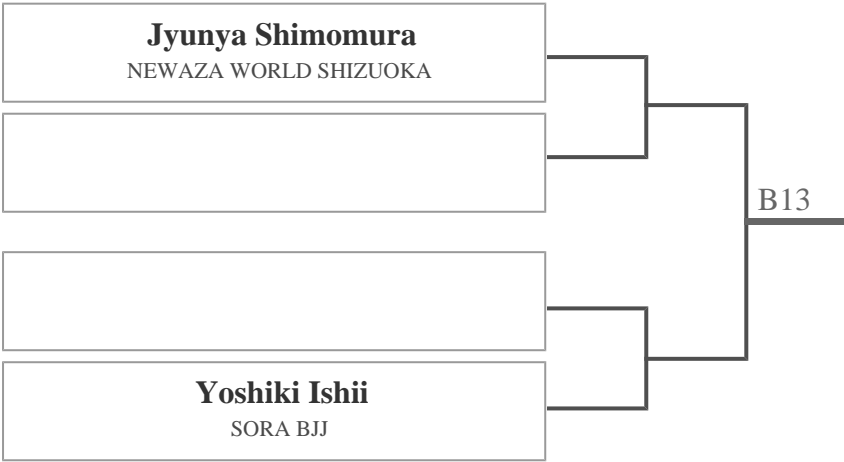 Jyunya Shimomura
NEWAZA WORLD SHIZUOKA
B13
Yoshiki Ishii
SORA BJJ